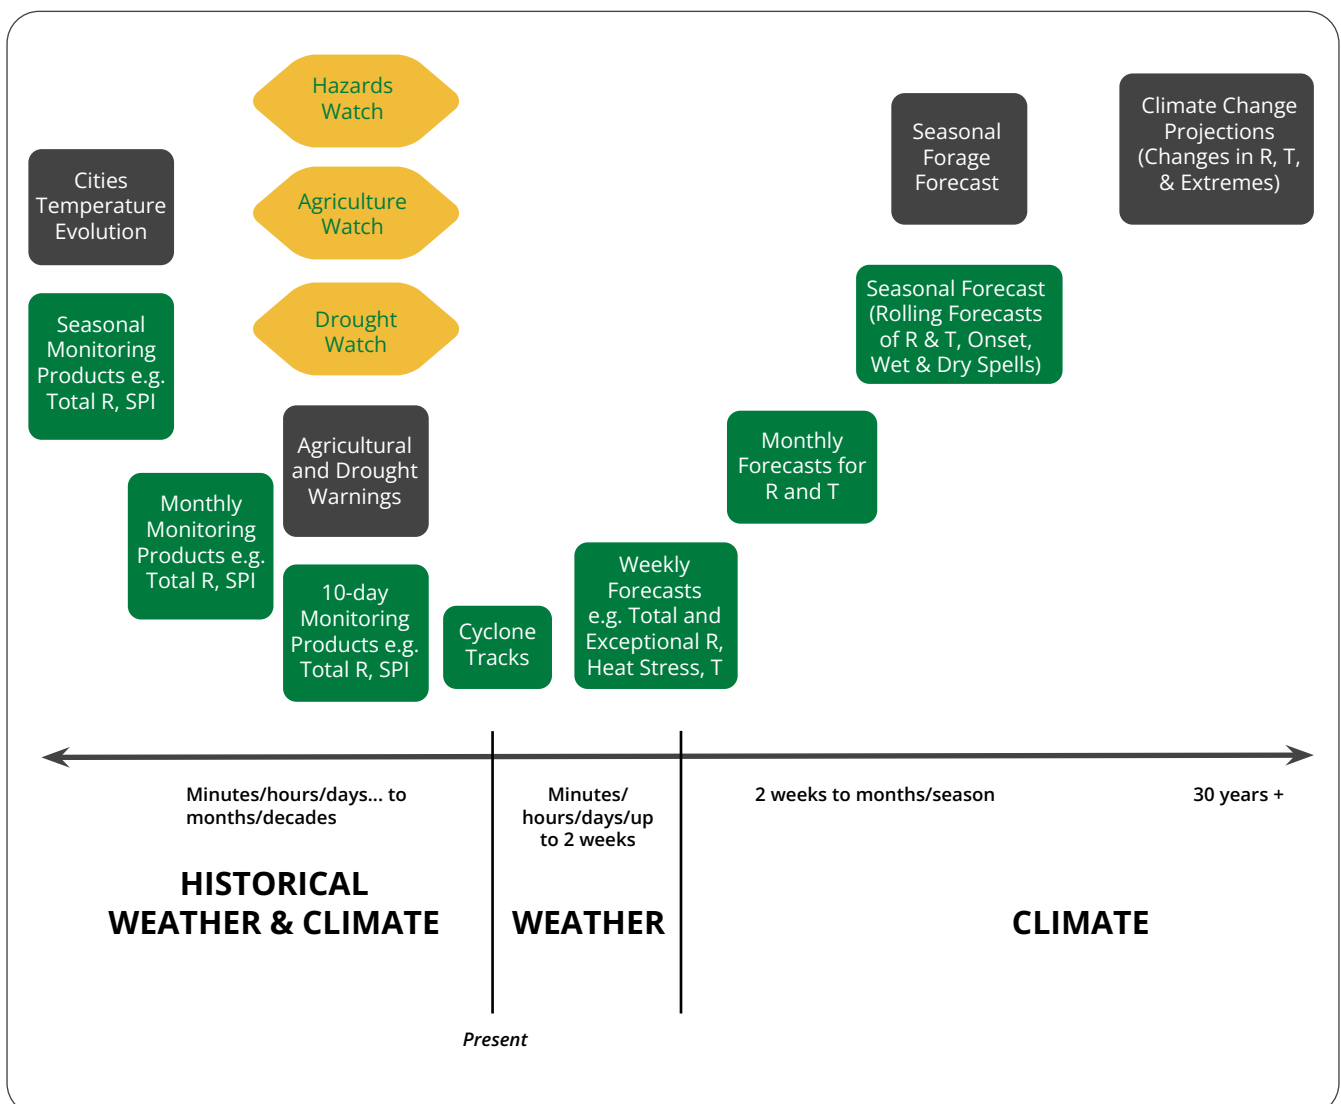 Hazards
Watch
Agriculture
Watch
Drought
Watch
Cities
Temperature
Evolution
Seasonal
Monitoring
Products e.g.
Total R, SPI
Monthly
Monitoring
Products e.g.
Total R, SPI
Agricultural
and Drought
Warnings
10-day
Monitoring
Products e.g.
Total R, SPI
Cyclone
Tracks
Weekly
Forecasts
e.g. Total and
Exceptional R,
Heat Stress, T
Monthly
Forecasts for
R and T
Seasonal Forecast
(Rolling Forecasts
of R & T, Onset,
Wet & Dry Spells)
Seasonal
Forage
Forecast
Climate Change
Projections
(Changes in R, T,
& Extremes)
Minutes/hours/days... to
months/decades
Minutes/
hours/days/up
to 2 weeks
2 weeks to months/season
30 years +
HISTORICAL
WEATHER & CLIMATE
WEATHER
CLIMATE
Present